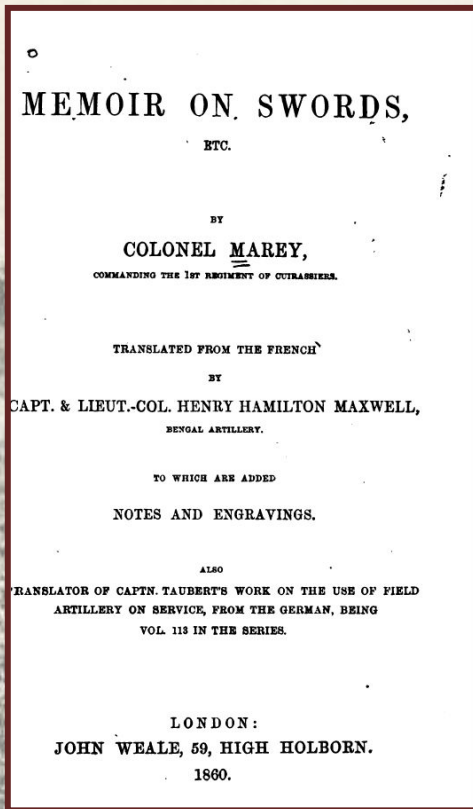 MEMOIR ON SWORDS,
ETC.
BY
COLONEL MAREY,
COMMANDING THE 1ST REGIMENT OF CUIRASSIERS.
TRANSLATED FROM THE FRENCH
BY
CAPT. & LIEUT.-COL. HENRY HAMILTON MAXWELL,
BENGAL ARTILLERY.
TO WHICH ARE ADDED
NOTES AND ENGRAVINGS.
ALSO
TRANSLATOR OF CAPTN. TAUBERT'S WORK ON THE USE OF FIELD
ARTILLERY ON SERVICE, FROM THE GERMAN, BEING
VOL. 113 IN THE SERIES.
LONDON:
JOHN WEALE, 59, HIGH HOLBORN.
1860.